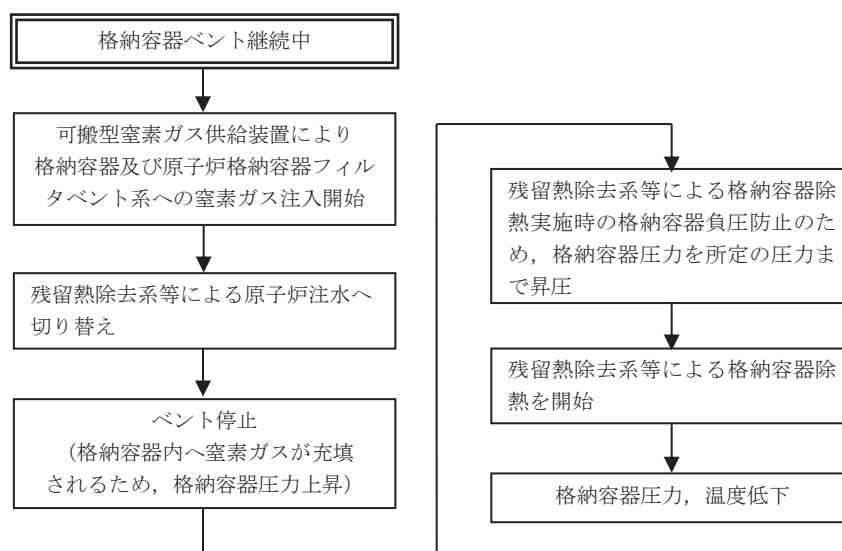 格納容器ベント継続中
可搬型窒素ガス供給装置により
格納容器及び原子炉格納容器フィル
タベント系への窒素ガス注入開始
残留熱除去系等による原子炉注水へ
切り替え
ベント停止
（格納容器内へ窒素ガスが充填
されるため，格納容器圧力上昇）
残留熱除去系等による格納容器除
熱実施時の格納容器負圧防止のた
め，格納容器圧力を所定の圧力ま
で昇圧
残留熱除去系等による格納容器除
熱を開始
格納容器圧力，温度低下